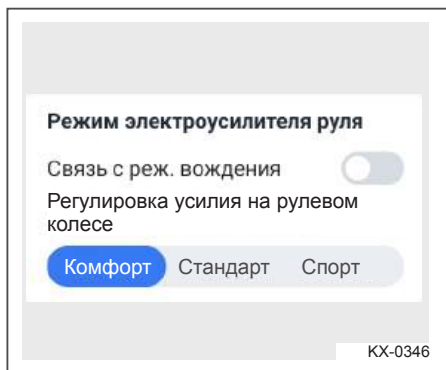 Режим электроусилителя руля
Связь с реж. вождения
Регулировка усилия на рулевом
колесе
Комфорт Стандарт Спорт
KX-0346